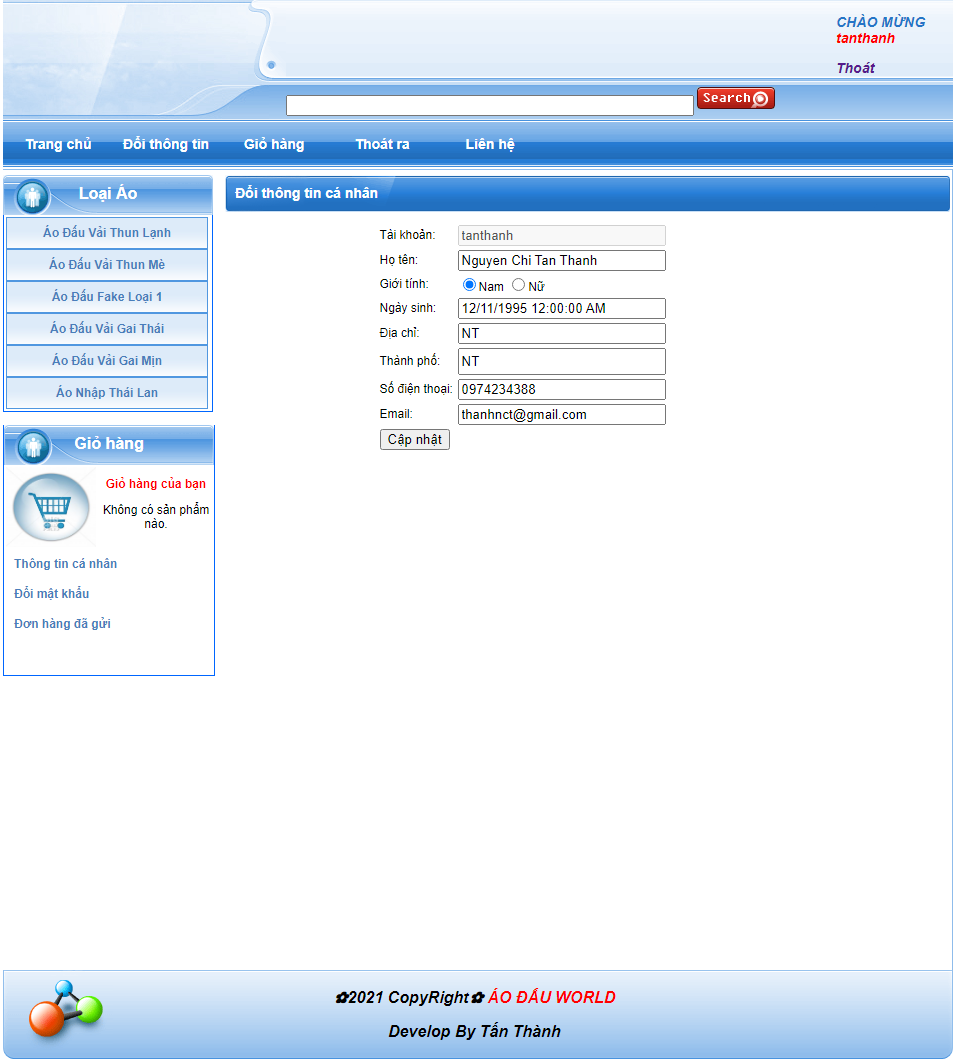 CHÀO MỪNG
tanthanh
Thoát
Search
Trang chủ Đổi thông tin Giỏ hàng Thoát ra Liên hệ
Loại Áo
Áo Đấu Vải Thun Lạnh
Áo Đấu Vải Thun Mè
Áo Đấu Fake Loại 1
Áo Đấu Vải Gai Thái
Áo Đấu Vải Gai Mịn
Áo Nhập Thái Lan
Giỏ hàng
Giỏ hàng của bạn
Không có sản phẩm
nào.
Thông tin cá nhân
Đổi mật khẩu
Đơn hàng đã gửi
Đổi thông tin cá nhân
Tài khoản: tanthanh
Họ tên: Nguyen Chi Tan Thanh
Giới tính: Nam Nữ
Ngày sinh: 12/11/1995 12:00:00 AM
Địa chỉ: NT
Thành phố: NT
Số điện thoại: 0974234388
Email: thanhnct@gmail.com
Cập nhật
✿2021 CopyRight✿ ÁO ĐẤU WORLD
Develop By Tấn Thành